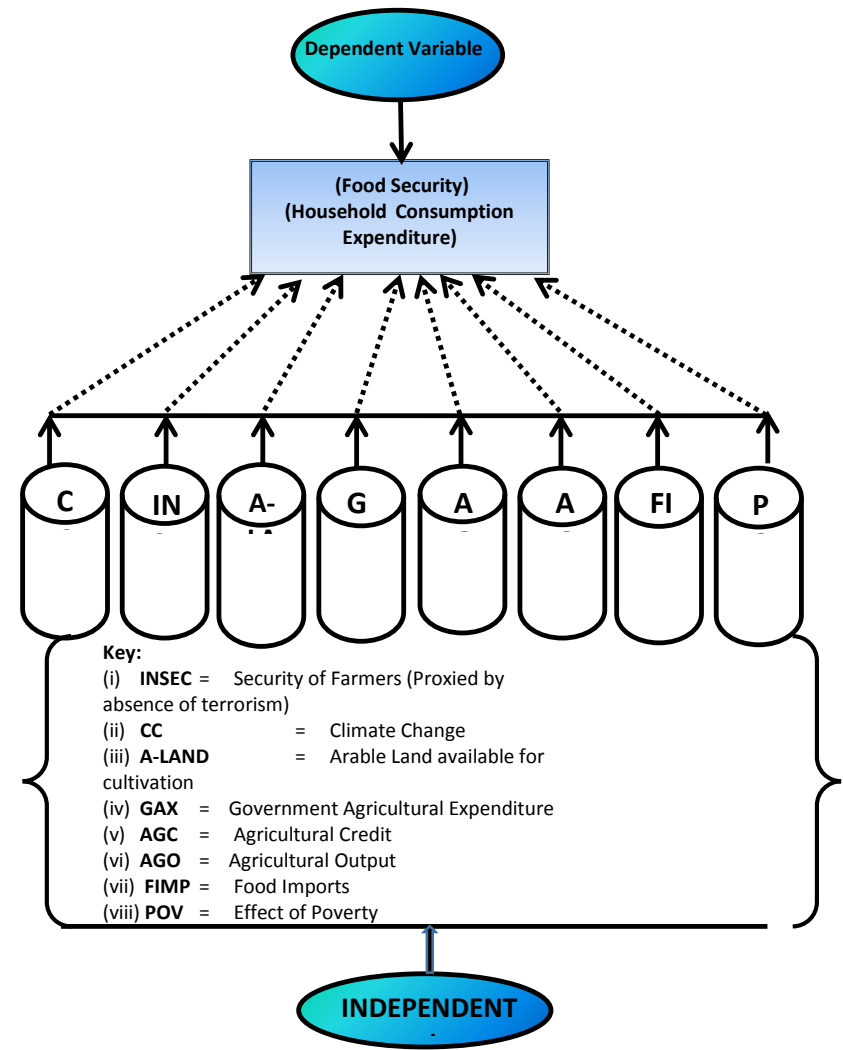 Dependent Variable
(Food Security)
(Household Consumption
Expenditure)
C
IN
A-
G
A
A
FI
P
Key:
(i) INSEC = Security of Farmers (Proxied by
absence of terrorism)
(ii) CC = Climate Change
(iii) A-LAND = Arable Land available for
cultivation
(iv) GAX = Government Agricultural Expenditure
(v) AGC = Agricultural Credit
(vi) AGO = Agricultural Output
(vii) FIMP = Food Imports
(viii) POV = Effect of Poverty
INDEPENDENT